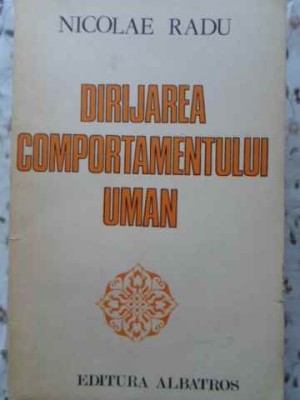 NICOLAE RADU
DIRIJAREA
COMPORTAMENTULUI
UMAN
EDITURA ALBATROS